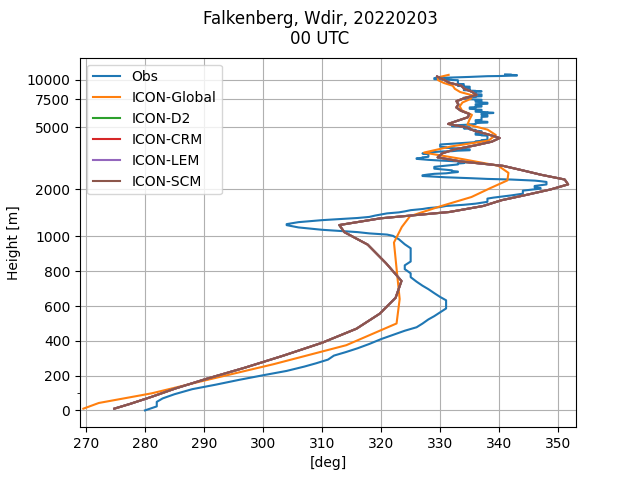 Falkenberg, Wdir, 20220203
00 UTC
Obs
ICON-Global
ICON-D2
ICON-CRM
ICON-LEM
ICON-SCM
Height [m]
10000
7500
5000
2000
1000
800
600
400
200
0
270 280 290 300 310 320 330 340 350
[deg]